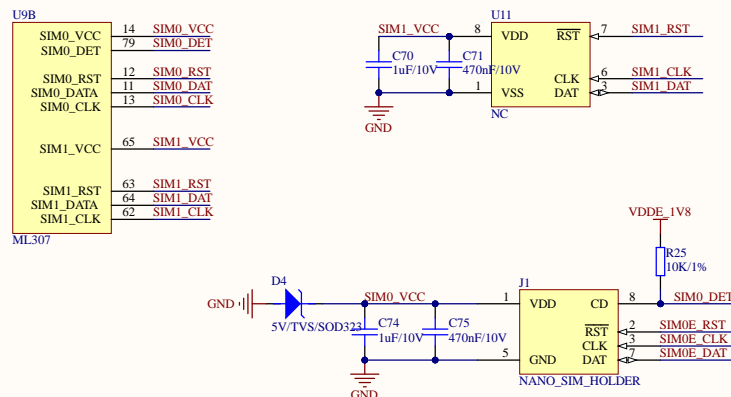 U9B
SIM0_VCC 14 SIM0_VCC
SIM0_DET 79 SIM0_DET
SIM0_RST 12 SIM0_RST
SIM0_DATA 11 SIM0_DAT
SIM0_CLK 13 SIM0_CLK
SIM1_VCC 65 SIM1_VCC
SIM1_RST 63 SIM1_RST
SIM1_DATA 64 SIM1_DAT
SIM1_CLK 62 SIM1_CLK
ML307
U11
SIM1_VCC 8 VDD RST 7 SIM1_RST
C70
1uF/10V
C71
470nF/10V
CLK 6 SIM1_CLK
1 VSS DAT 3 SIM1_DAT
GND
NC
VDDE_1V8
R25
10K/1%
D4
GND
5V/TVS/SOD323
J1
SIM0_VCC 1 VDD CD 8 SIM0_DET
C74
1uF/10V
C75
470nF/10V
RST 2 SIM0E_RST
CLK 3 SIM0E_CLK
5 GND DAT 7 SIM0E_DAT
GND
NANO_SIM_HOLDER